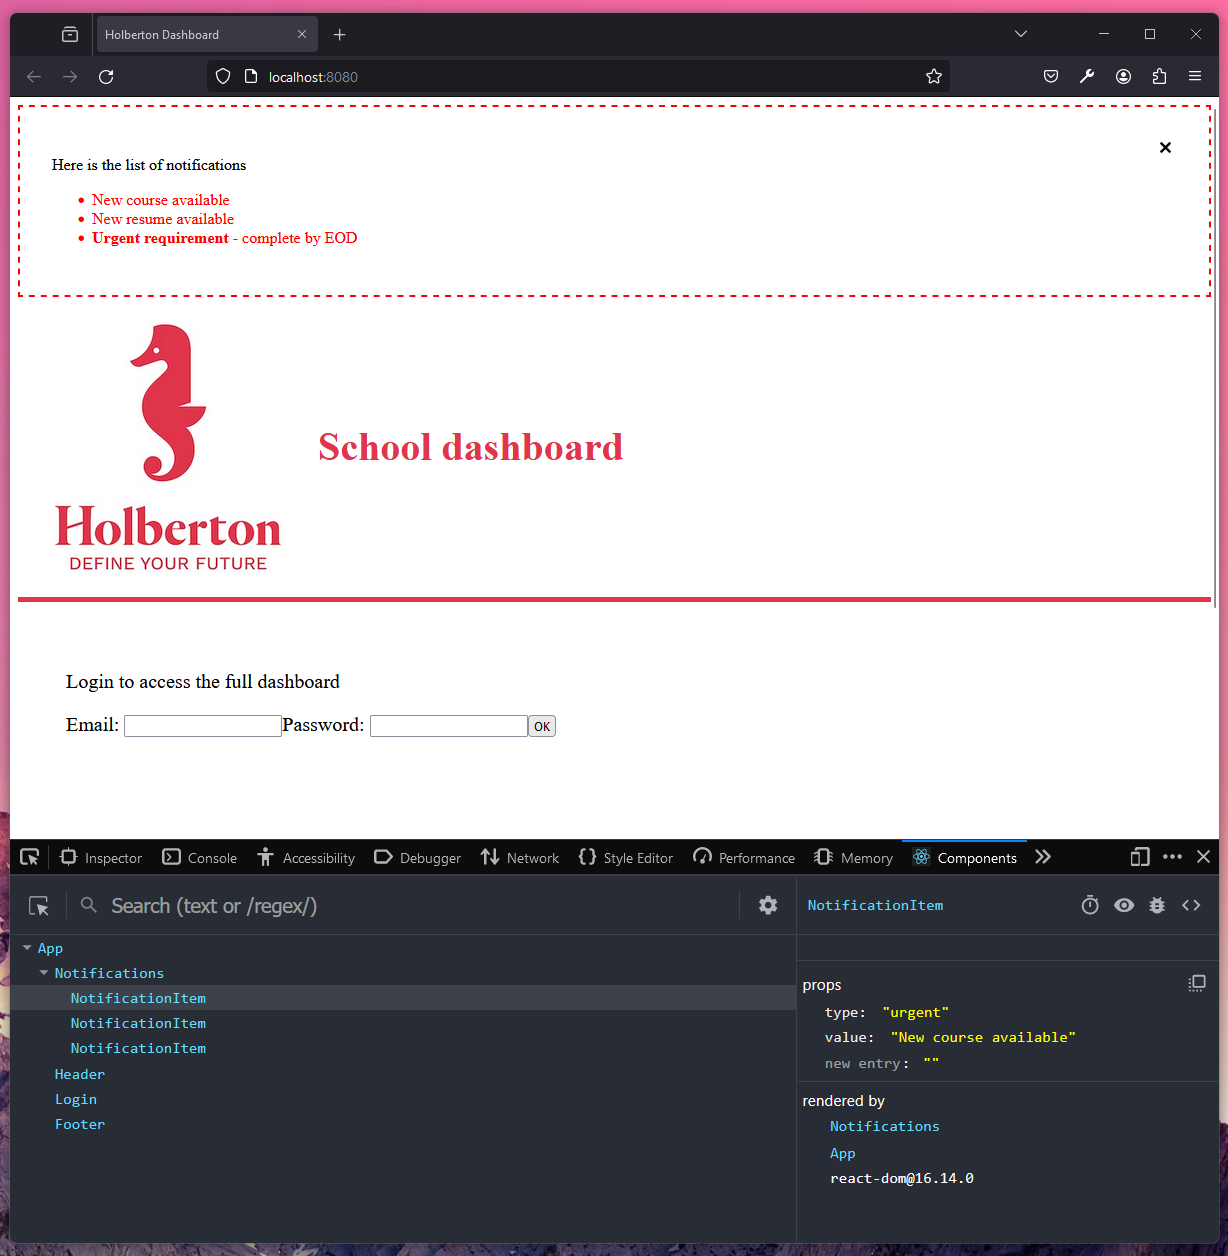 Holberton Dashboard
localhost:8080
Here is the list of notifications
New course available
New resume available
Urgent requirement - complete by EOD
School dashboard
Holberton
DEFINE YOUR FUTURE
Login to access the full dashboard
Email: Password: OK
Inspector Console Accessibility Debugger Network Style Editor Performance Memory Components
Search (text or /regex/)
NotificationItem
App
Notifications
NotificationItem
NotificationItem
NotificationItem
Header
Login
Footer
props
type: "urgent"
value: "New course available"
new entry: ""
rendered by
Notifications
App
react-dom@16.14.0